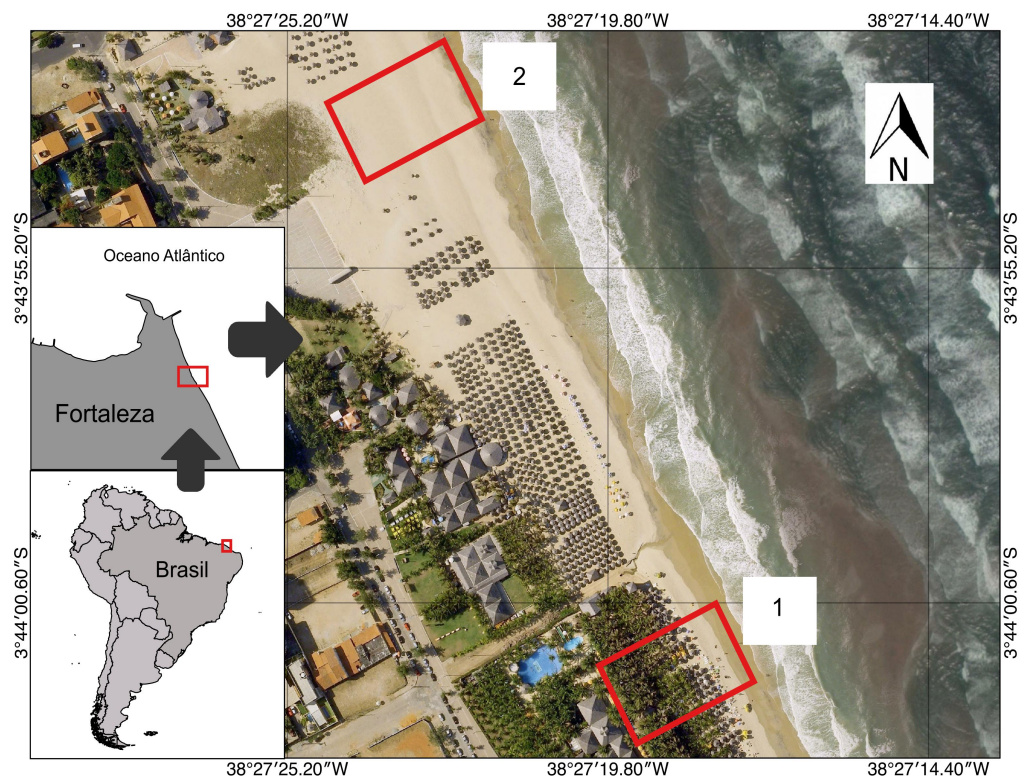 38°27′25.20″W 38°27′19.80″W 38°27′14.40″W
2
N
3°43′55.20″S 3°43′55.20″S
Oceano Atlântico
Fortaleza
Brasil
3°44′00.60″S 3°44′00.60″S
1
38°27′25.20″W 38°27′19.80″W 38°27′14.40″W